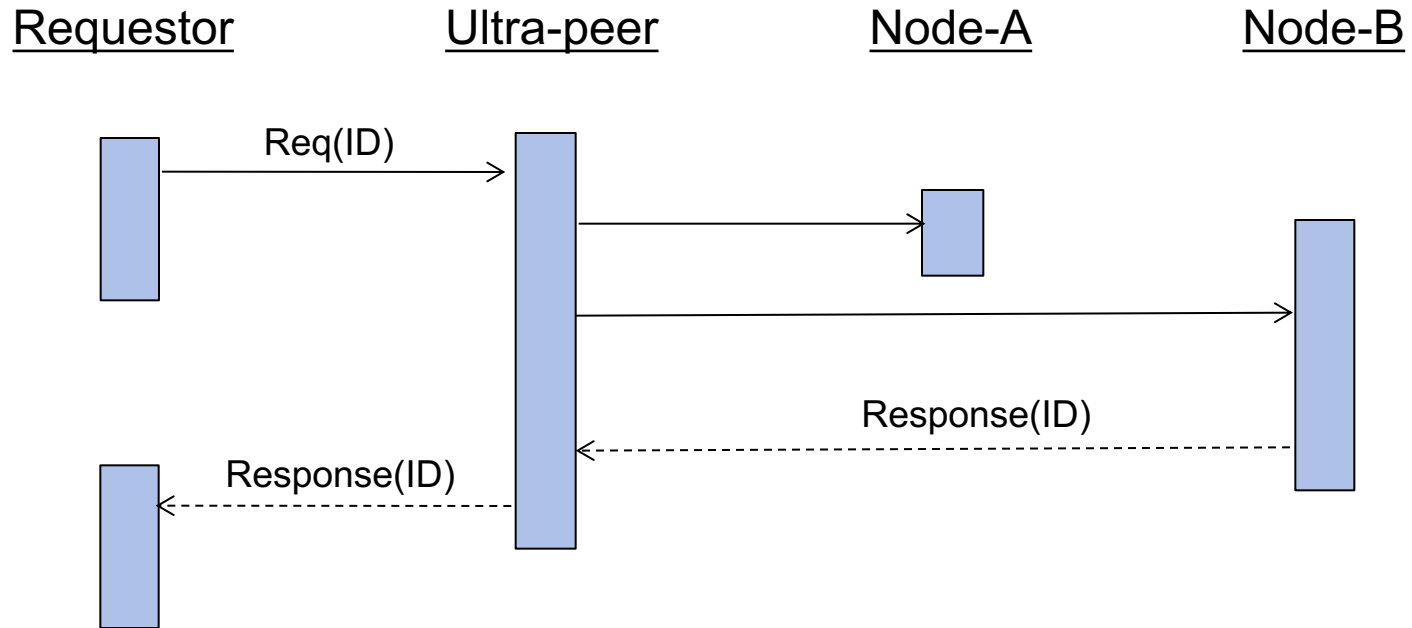 Requestor Ultra-peer Node-A Node-B
Req(ID)
Response(ID)
Response(ID)